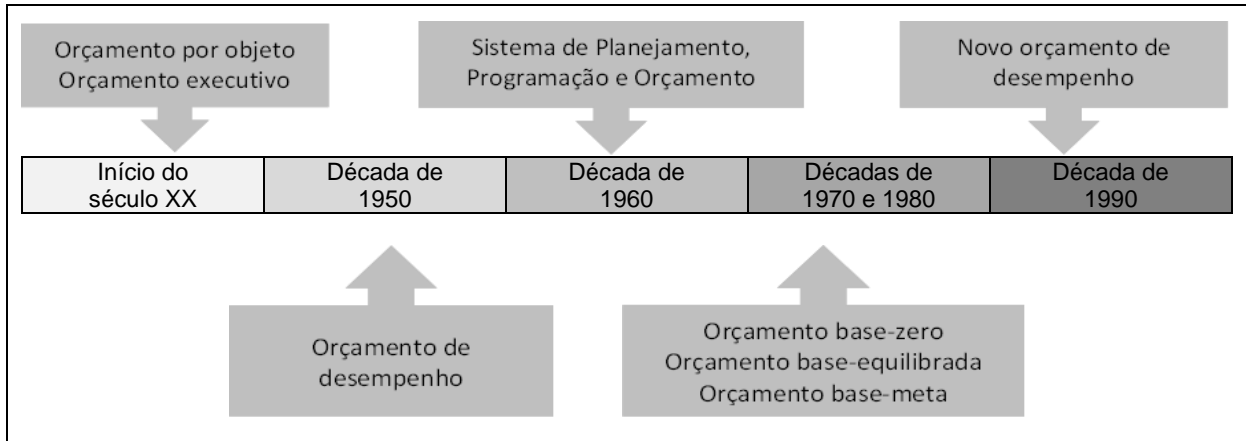 Orçamento por objeto
Orçamento executivo
Sistema de Planejamento,
Programação e Orçamento
Novo orçamento de
desempenho
Início do
século XX
Década de
1950
Década de
1960
Décadas de
1970 e 1980
Década de
1990
Orçamento de
desempenho
Orçamento base-zero
Orçamento base-equilibrada
Orçamento base-meta